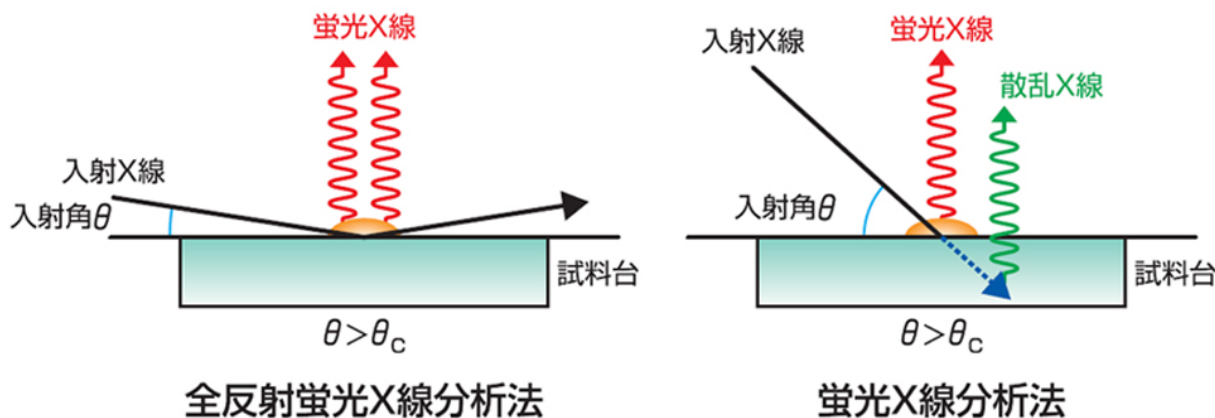 蛍光X線
入射X線
入射角θ
試料台
θ>θc
全反射蛍光X線分析法
入射X線
蛍光X線
散乱X線
入射角θ
試料台
θ>θc
蛍光X線分析法